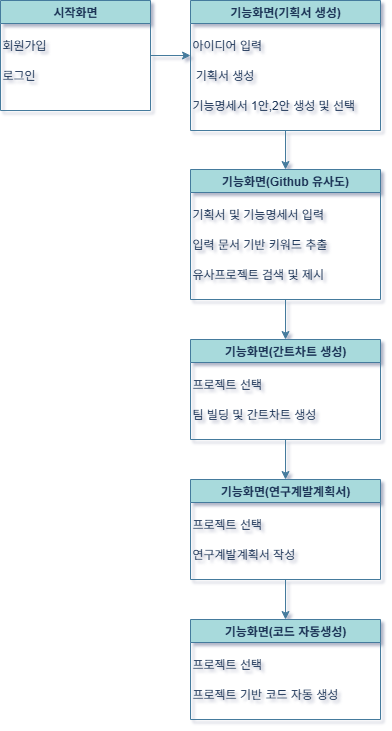 시작화면
회원가입
로그인
기능화면(기획서 생성)
아이디어 입력
기획서 생성
기능명세서 1안,2안 생성 및 선택
기능화면(Github 유사도)
기획서 및 기능명세서 입력
입력 문서 기반 키워드 추출
유사프로젝트 검색 및 제시
기능화면(간트차트 생성)
프로젝트 선택
팀 빌딩 및 간트차트 생성
기능화면(연구계발계획서)
프로젝트 선택
연구계발계획서 작성
기능화면(코드 자동생성)
프로젝트 선택
프로젝트 기반 코드 자동 생성